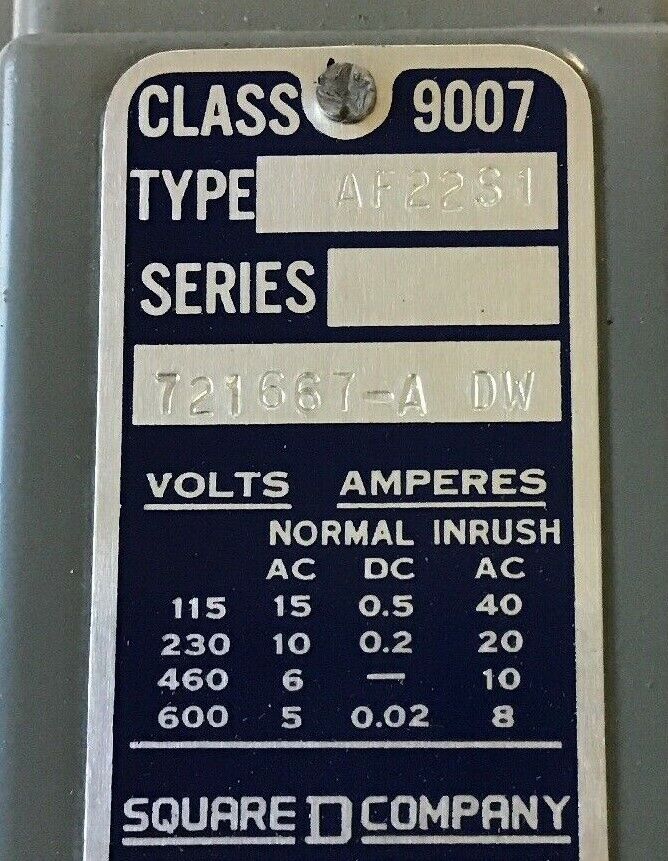 CLASS 9007
TYPE AF22S1
SERIES
721667-A DW
VOLTS AMPERES
NORMAL INRUSH
AC DC AC
115 15 0.5 40
230 10 0.2 20
460 6 — 10
600 5 0.02 8
SQUARE D COMPANY